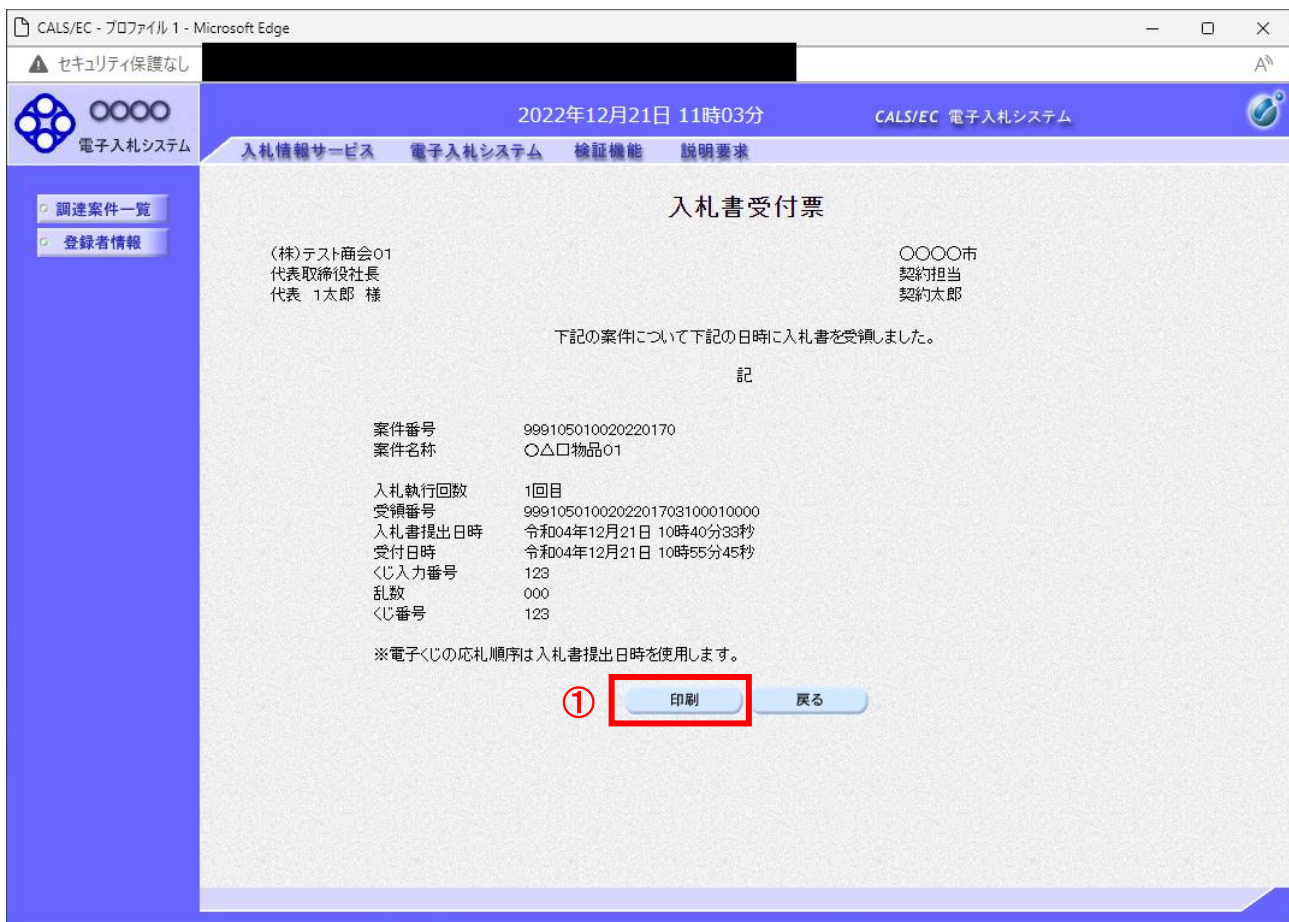 CALS/EC - プロファイル 1 - Microsoft Edge
セキュリティ保護なし
〇〇〇〇
電子入札システム
2022年12月21日 11時03分
CALS/EC 電子入札システム
入札情報サービス 電子入札システム 検証機能 説明要求
調達案件一覧
登録者情報
入札書受付票
(株)テスト商会01
代表取締役社長
代表 1太郎 様
〇〇〇〇市
契約担当
契約太郎
下記の案件について下記の日時に入札書を受領しました。
記
案件番号 999105010020220170
案件名称 〇△口物品01
入札執行回数 1回目
受領番号 9991050100202201703100010000
入札書提出日時 令和04年12月21日 10時40分33秒
受付日時 令和04年12月21日 10時55分45秒
くじ入力番号 123
乱数 000
くじ番号 123
※電子くじの応札順序は入札書提出日時を使用します。
① 印刷 戻る